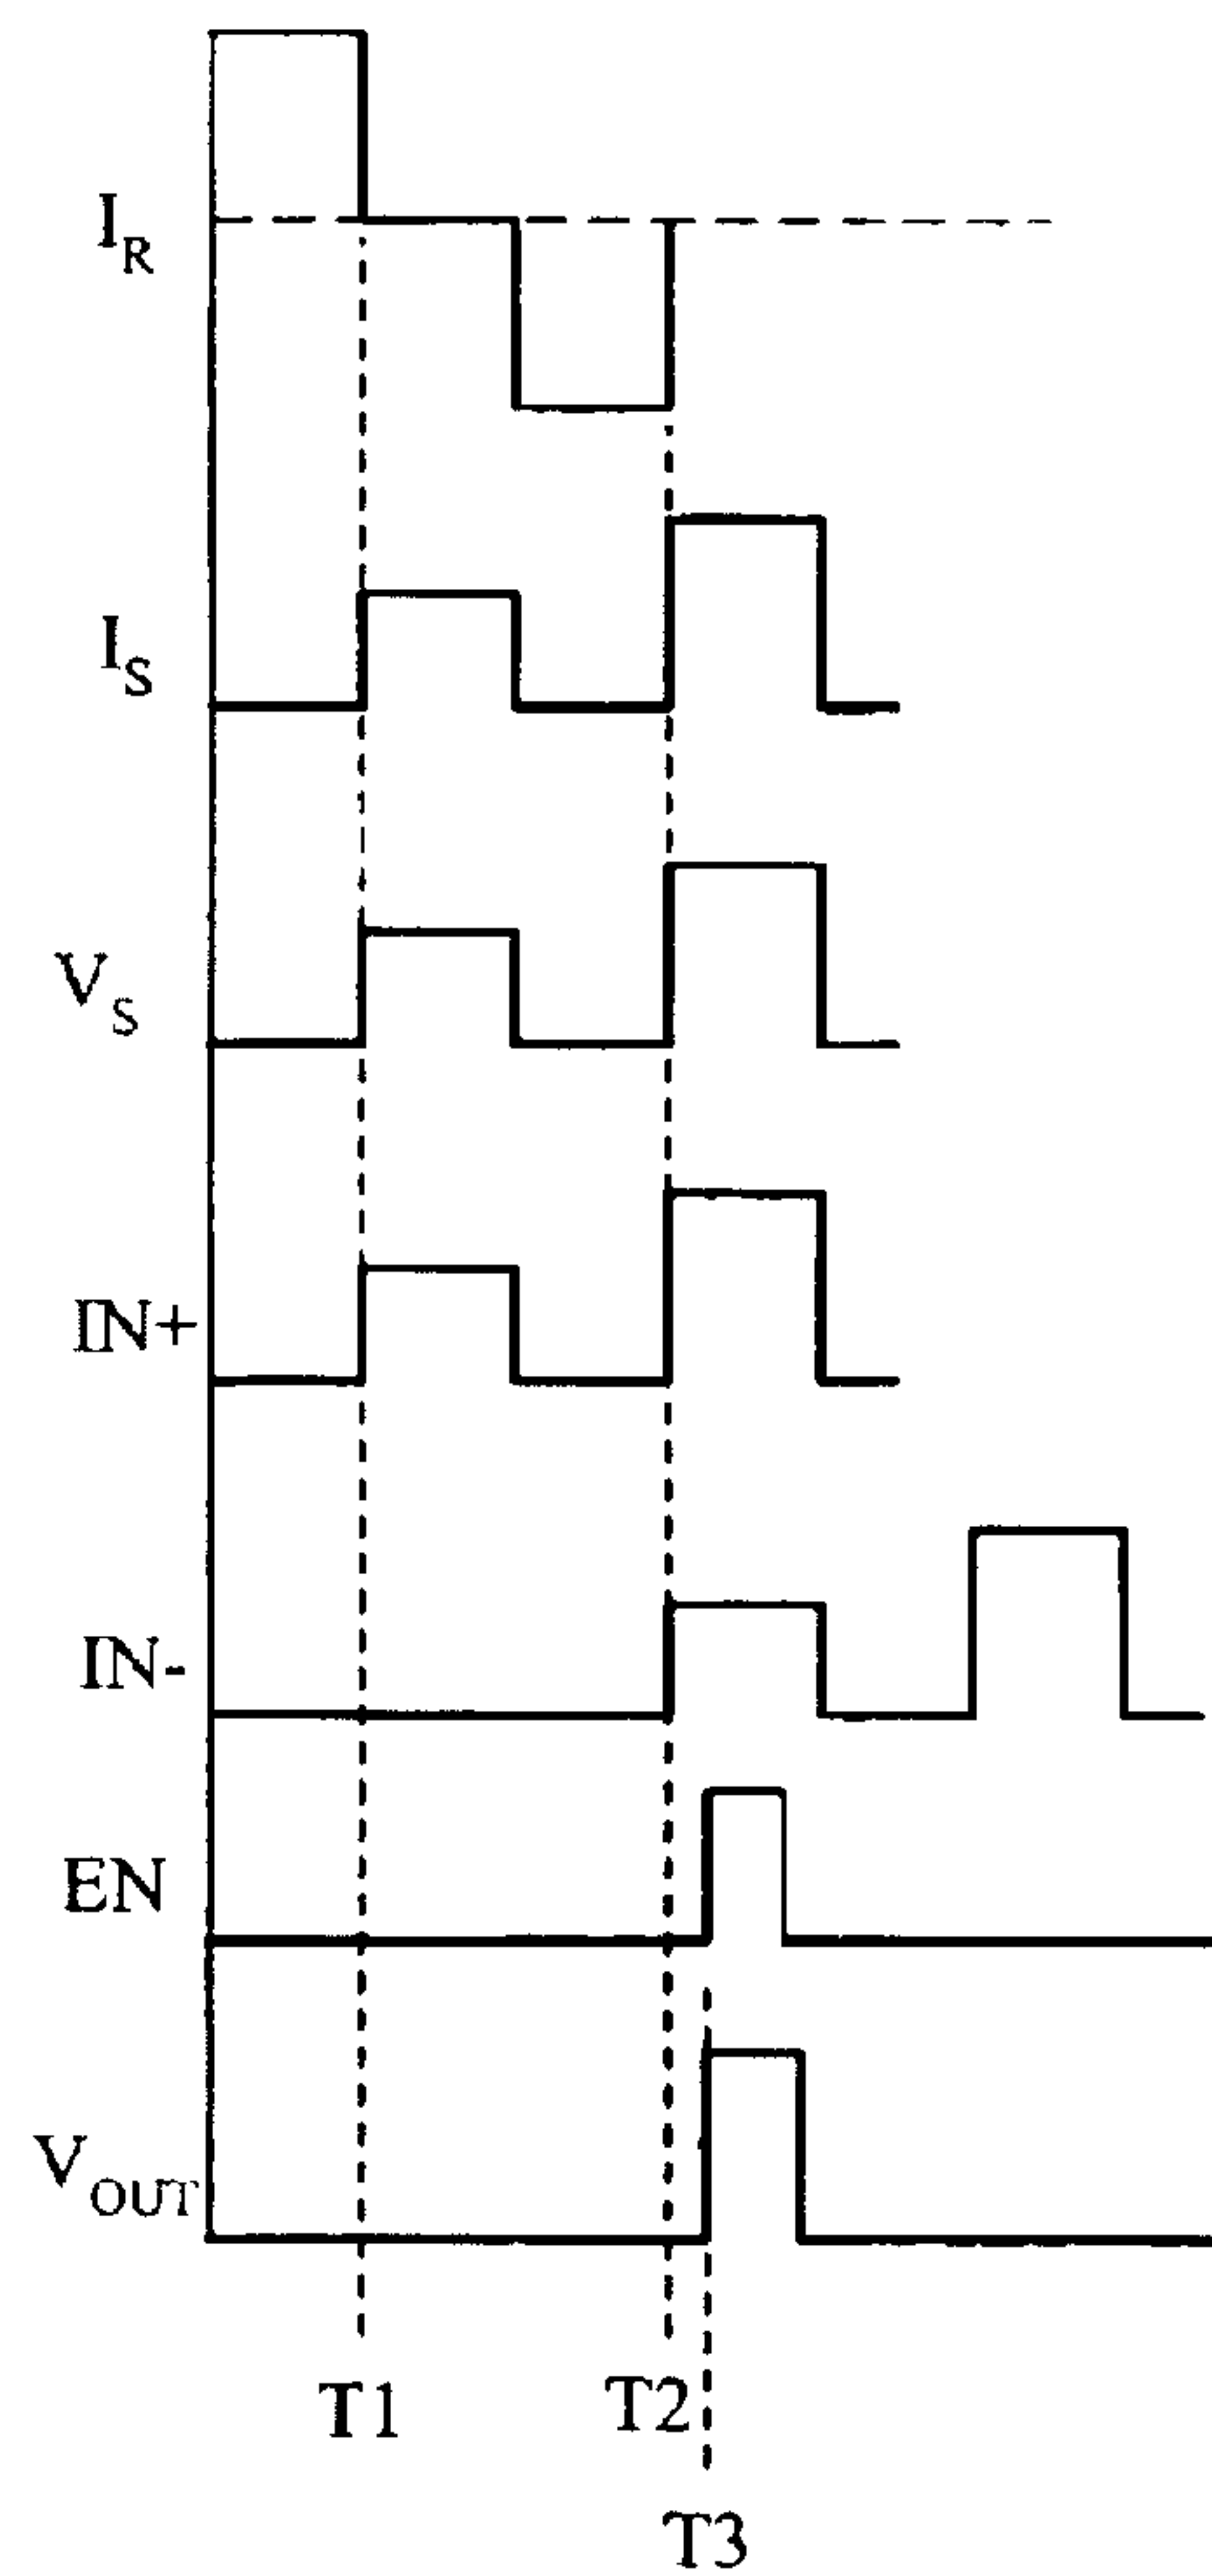 I_R
I_S
V_S
IN+
IN-
EN
V_OUT
T1
T2
T3